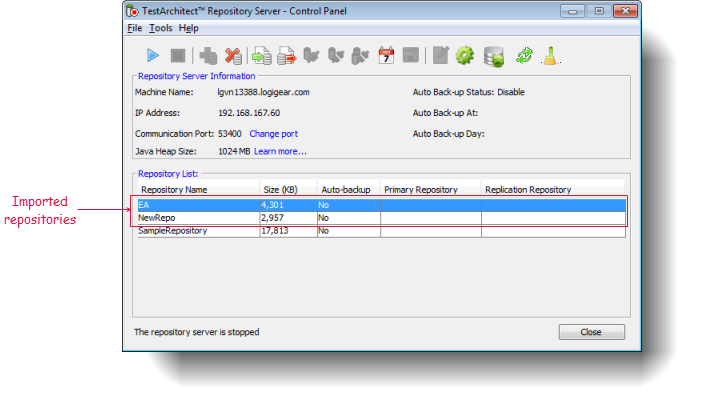 TestArchitect™ Repository Server - Control Panel
File Tools Help
7
Repository Server Information
Machine Name: lgvn13388.logigear.com Auto Back-up Status: Disable
IP Address: 192.168.167.60 Auto Back-up At:
Communication Port: 53400 Change port Auto Back-up Day:
Java Heap Size: 1024 MB Learn more...
Repository List:
Repository Name Size (KB) Auto-backup Primary Repository Replication Repository
EA 4,301 No
NewRepo 2,957 No
SampleRepository 17,813 No
Imported
repositories
The repository server is stopped Close